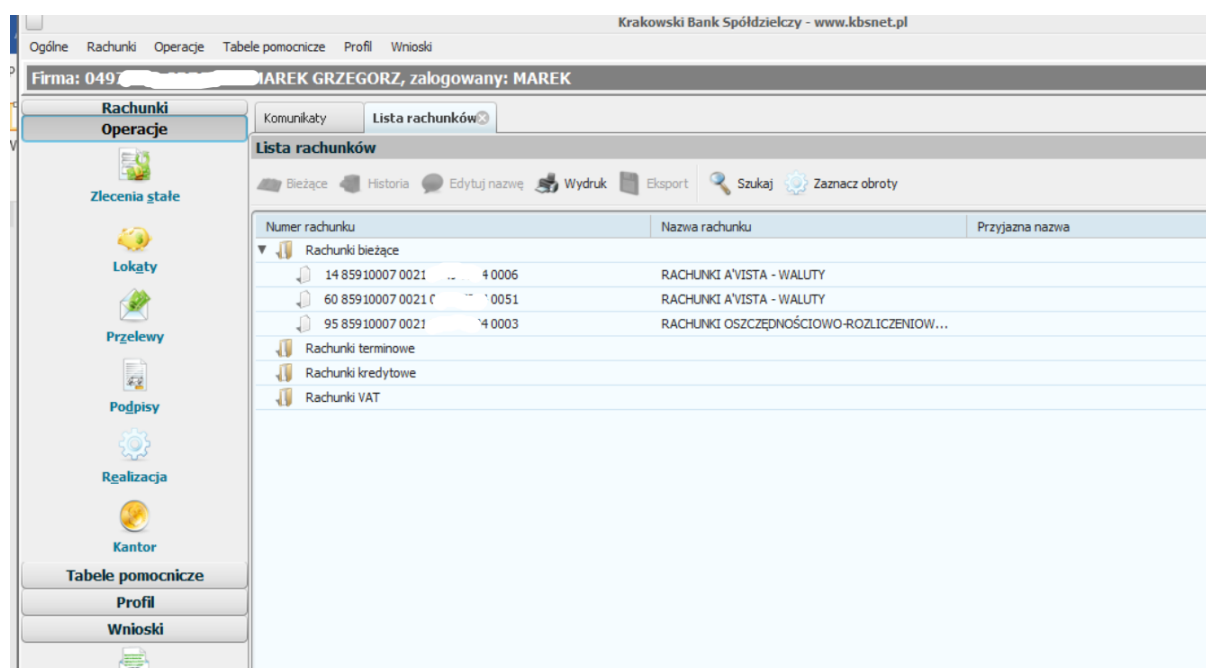 Krakowski Bank Spółdzielczy - www.kbsnet.pl
Ogólne Rachunki Operacje Tabele pomocnicze Profil Wnioski
Firma: 0497 MAREK GRZEGORZ, zalogowany: MAREK
Rachunki
Operacje
Zlecenia stałe
Lokaty
Przelewy
Podpisy
Realizacja
Kantor
Tabele pomocnicze
Profil
Wnioski
Komunikaty Lista rachunków
Lista rachunków
Bieżące Historia Edytuj nazwę Wydruk Eksport Szukaj Zaznacz obroty
Numer rachunku Nazwa rachunku Przyjazna nazwa
Rachunki bieżące
14 85910007 0021 4 0006 RACHUNKI A'VISTA - WALUTY
60 85910007 0021 0051 RACHUNKI A'VISTA - WALUTY
95 85910007 0021 4 0003 RACHUNKI OSZCZĘDNOŚCIOWO-ROZLICZENIOW...
Rachunki terminowe
Rachunki kredytowe
Rachunki VAT